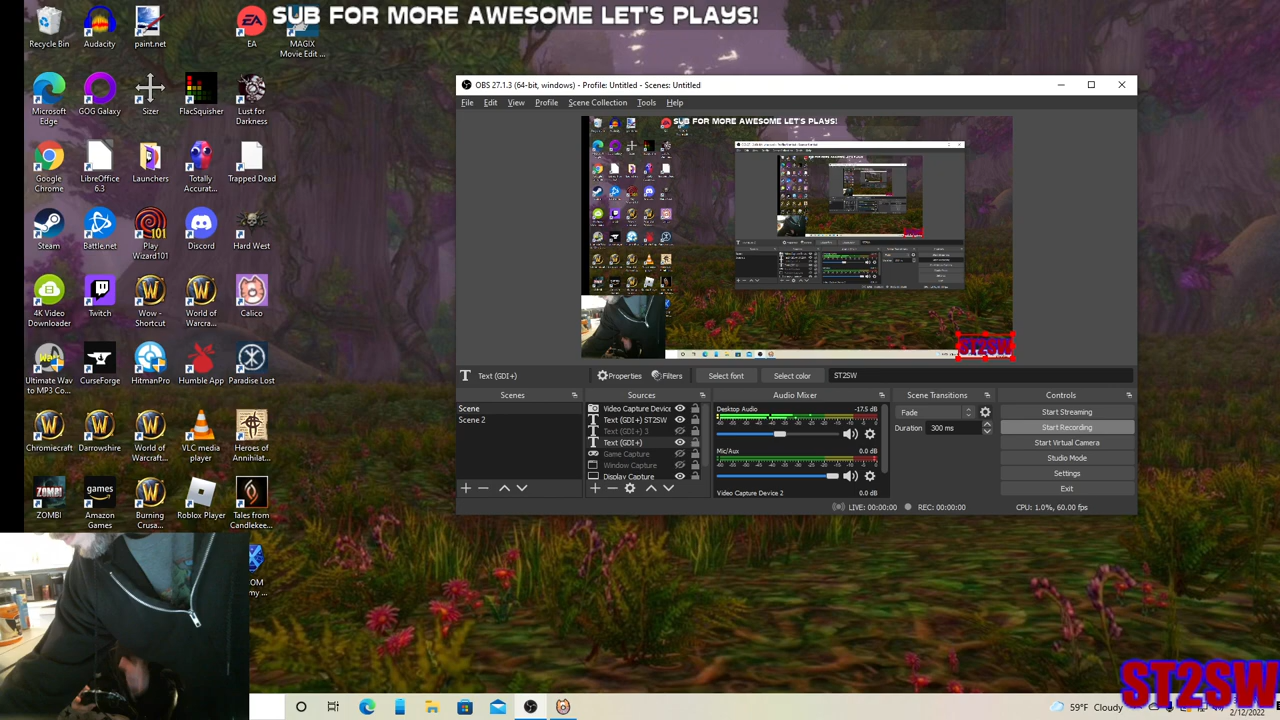 SUB FOR MORE AWESOME LET'S PLAYS!
Recycle Bin
Audacity
paint.net
EA
MAGIX
Movie Edit ...
Microsoft
Edge
GOG Galaxy
Sizer
FlacSquisher
Lust for
Darkness
Google
Chrome
LibreOffice
6.3
Launchers
Totally
Accurat...
Trapped Dead
Steam
Battle.net
Play
Wizard101
Discord
Hard West
4K Video
Downloader
Twitch
Wow -
Shortcut
World of
Warcra...
Calico
Ultimate Wav
to MP3 Co...
CurseForge
HitmanPro
Humble App
Paradise Lost
Chromiecraft
Darrowshire
World of
Warcraft
VLC media
player
Heroes of
Annihilat...
ZOMBI
Amazon
Games
Burning
Crusa...
Roblox Player
Tales from
Candlekee...
OBS 27.1.3 (64-bit, windows) - Profile: Untitled - Scenes: Untitled
File Edit View Profile Scene Collection Tools Help
SUB FOR MORE AWESOME LET'S PLAYS!
ST2SW
Text (GDI+) Properties Filters Select font Select color ST2SW
Scenes
Scene
Scene 2
Sources
Video Capture Device
Text (GDI+) ST2SW
Text (GDI+) 3
Text (GDI+)
Game Capture
Window Capture
Display Capture
Audio Mixer
Desktop Audio -17.5 dB
Mic/Aux 0.0 dB
Video Capture Device 2 0.0 dB
Scene Transitions
Fade
Duration 300 ms
Controls
Start Streaming
Start Recording
Start Virtual Camera
Studio Mode
Settings
Exit
LIVE: 00:00:00 REC: 00:00:00 CPU: 1.0%, 60.00 fps
ST2SW
59°F Cloudy
2/12/2022